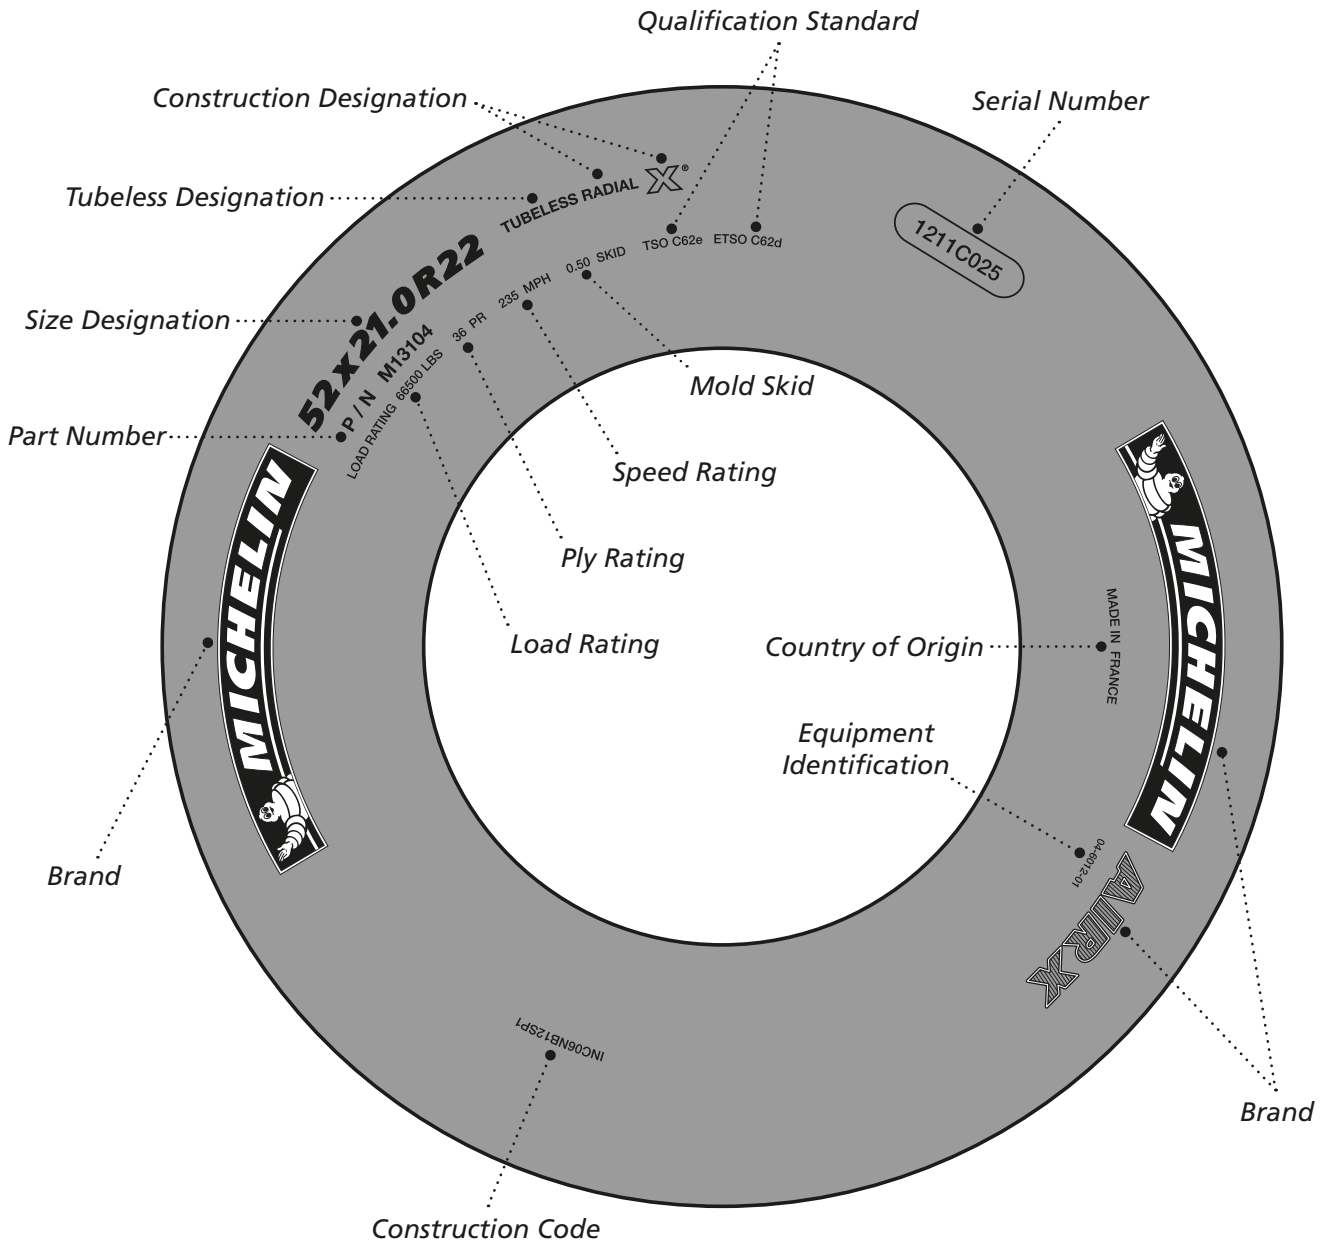 Qualification Standard
Construction Designation
Serial Number
Tubeless Designation
TUBELESS RADIAL X®
TSO C62e ETSO C62d
1211C025
52x21.0R22
Size Designation
P/N M13104
LOAD RATING 66500 LBS 36 PR 235 MPH 0.50 SKID
Mold Skid
Part Number
Speed Rating
MICHELIN
MICHELIN
Ply Rating
Load Rating
Country of Origin
MADE IN FRANCE
Equipment
Identification
04-6012-01
Brand
AIR X
INC06NB12SP1
Brand
Construction Code